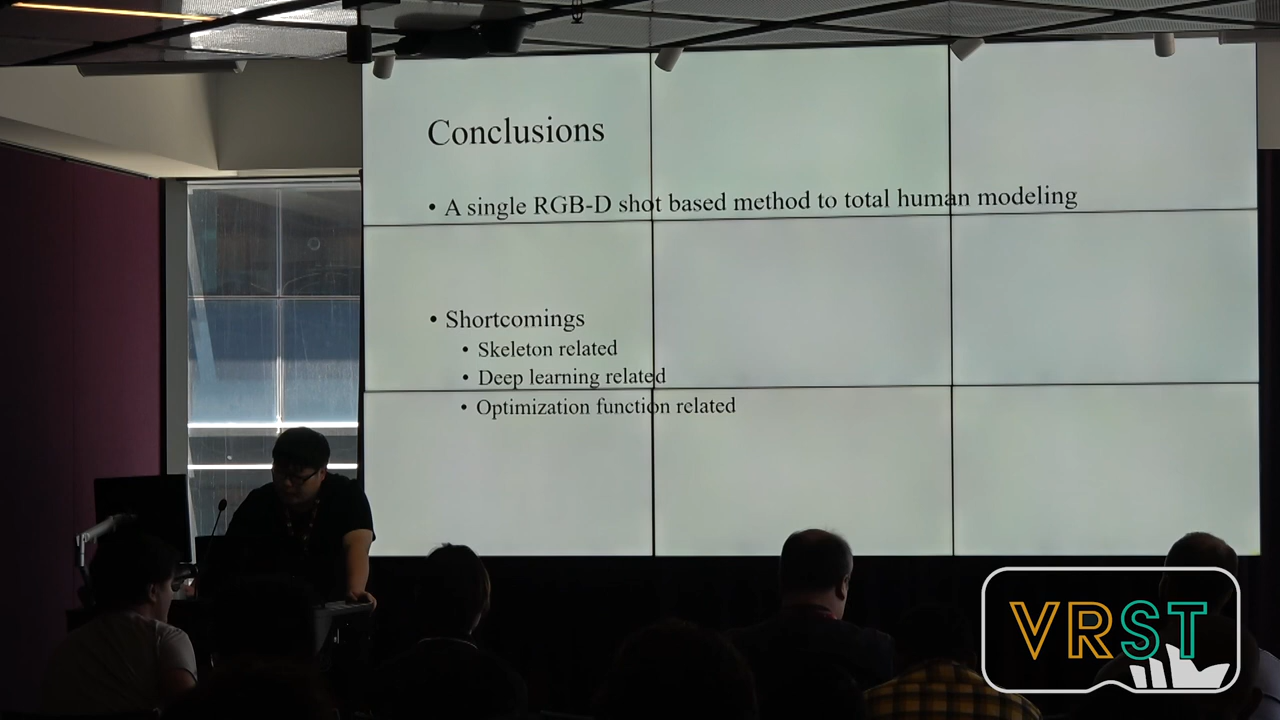 Conclusions
• A single RGB-D shot based method to total human modeling
• Shortcomings
• Skeleton related
• Deep learning related
• Optimization function related
VRST